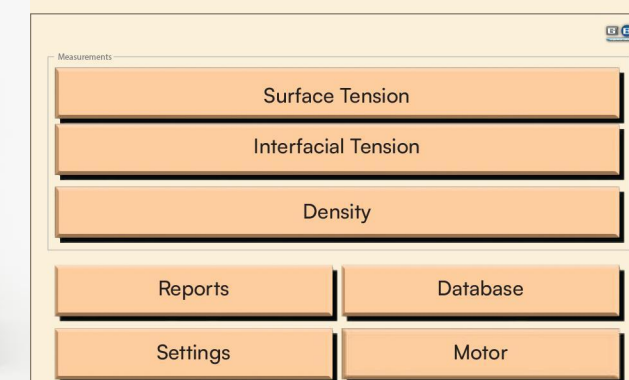 Measurements
Surface Tension
Interfacial Tension
Density
Reports Database
Settings Motor